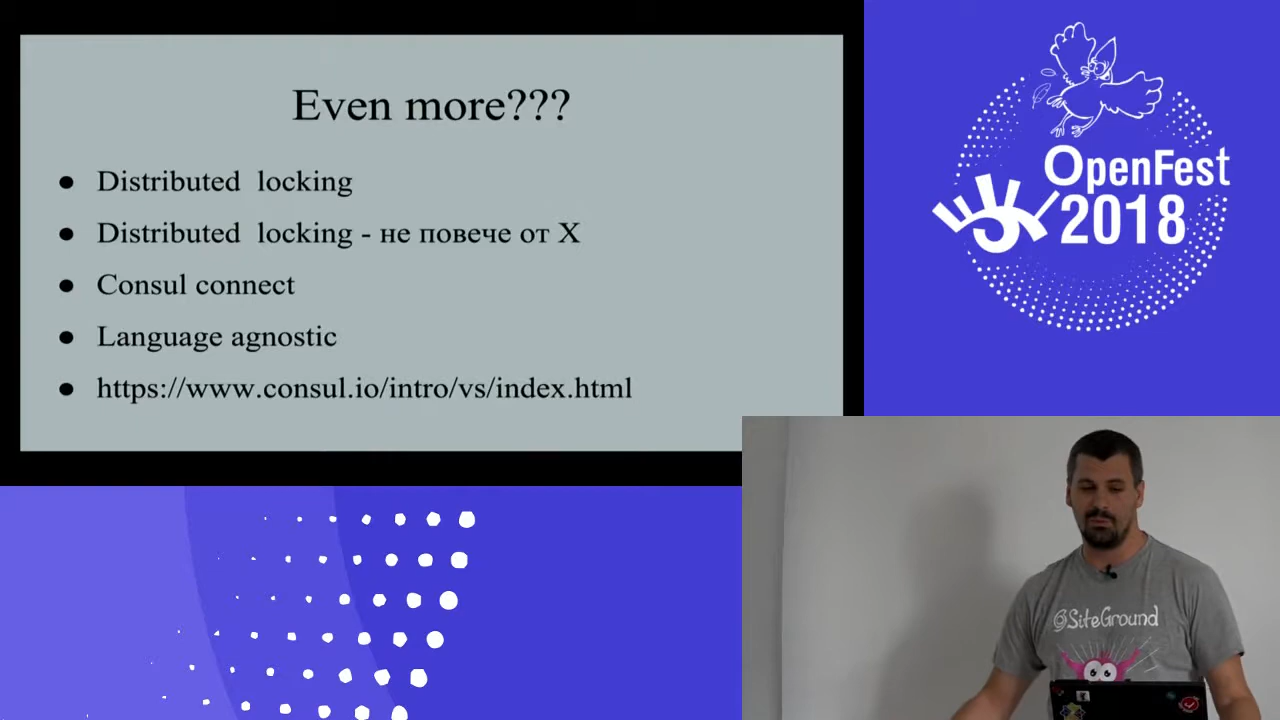 Even more???
● Distributed locking
● Distributed locking - не повече от X
● Consul connect
● Language agnostic
● https://www.consul.io/intro/vs/index.html
OpenFest
2018
@SiteGround